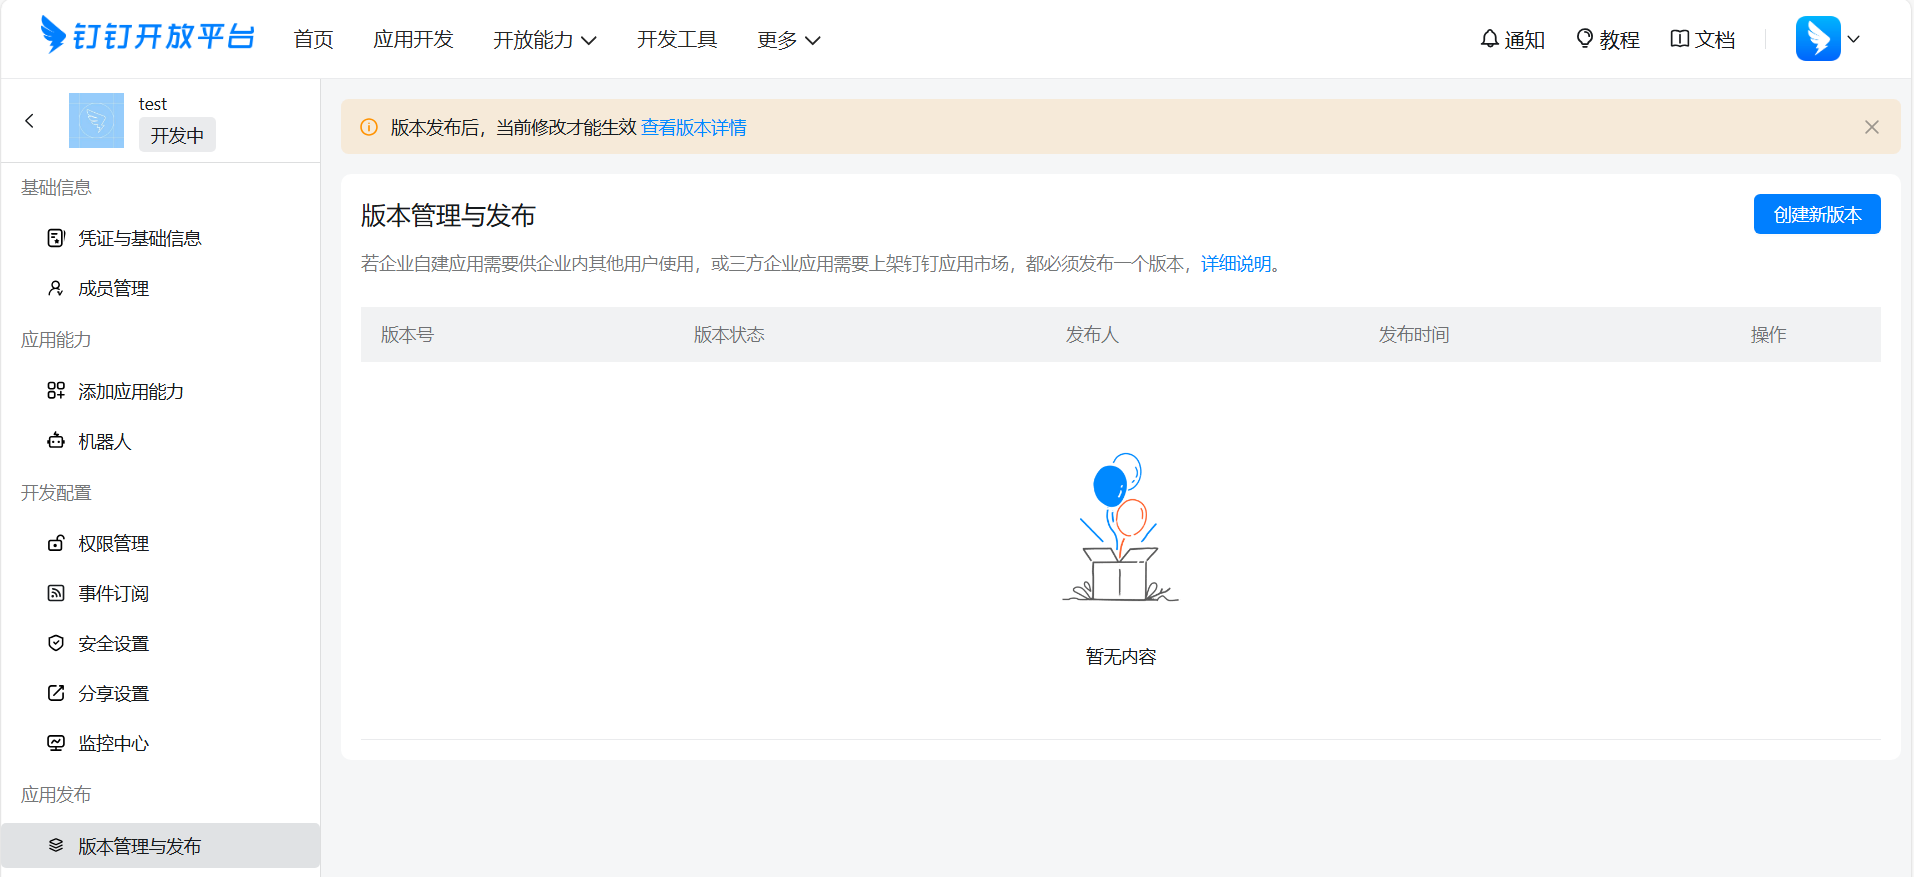 钉钉开放平台 首页 应用开发 开放能力 开发工具 更多 通知 教程 文档
test
开发中
基础信息
凭证与基础信息
成员管理
应用能力
添加应用能力
机器人
开发配置
权限管理
事件订阅
安全设置
分享设置
监控中心
应用发布
版本管理与发布
版本发布后，当前修改才能生效 查看版本详情
版本管理与发布
创建新版本
若企业自建应用需要供企业内其他用户使用，或三方企业应用需要上架钉钉应用市场，都必须发布一个版本，详细说明。
版本号 版本状态 发布人 发布时间 操作
暂无内容